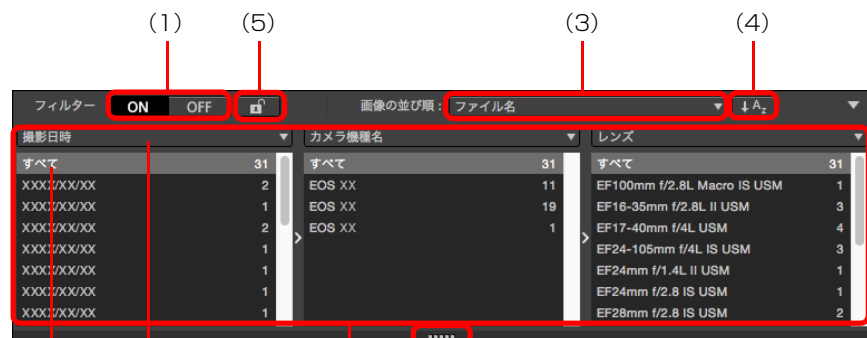 (1) (5) (3) (4)
フィルター ON OFF 画像の並び順 : ファイル名 ↓Az
撮影日時 カメラ機種名 レンズ
すべて 31 すべて 31 すべて 31
XXXX/XX/XX 2 EOS XX 11 EF100mm f/2.8L Macro IS USM 1
XXXX/XX/XX 1 EOS XX 19 EF16-35mm f/2.8L II USM 3
XXXX/XX/XX 2 EOS XX 1 EF17-40mm f/4L USM 4
XXXX/XX/XX 1 EF24-105mm f/4L IS USM 3
XXXX/XX/XX 1 EF24mm f/1.4L II USM 1
XXXX/XX/XX 1 EF24mm f/2.8 IS USM 1
XXXX/XX/XX 1 EF28mm f/2.8 IS USM 2